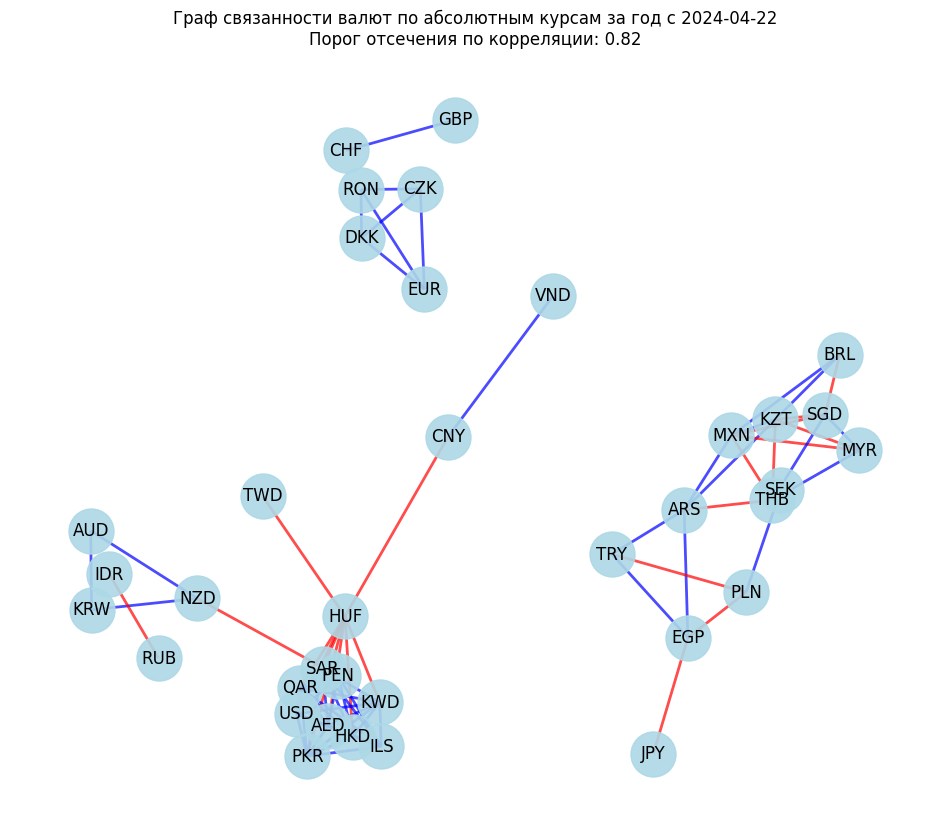 Граф связанности валют по абсолютным курсам за год с 2024-04-22
Порог отсечения по корреляции: 0.82
GBP
CHF
RON
CZK
DKK
EUR
VND
BRL
KZT
SGD
MXN
CNY
MYR
SEK
TWD
THB
ARS
AUD
TRY
IDR
PLN
NZD
KRW
HUF
EGP
RUB
SAR
PEN
QAR
KWD
USD
AED
HKD
ILS
PKR
JPY